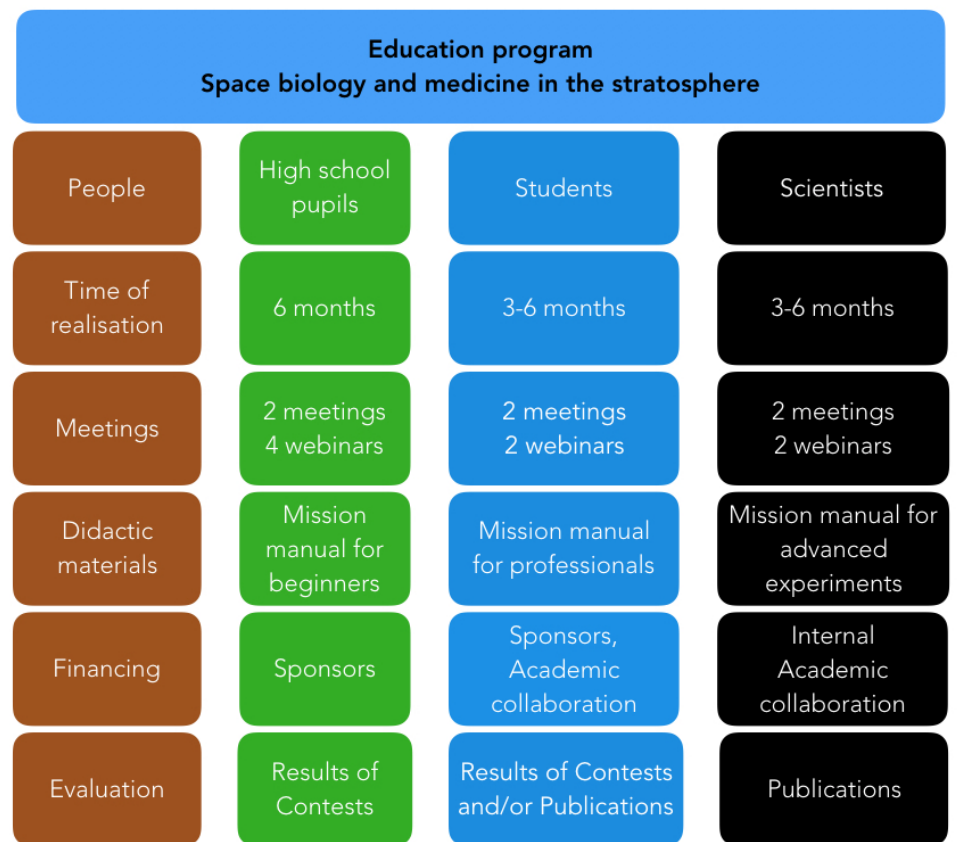 Education program
Space biology and medicine in the stratosphere
People
High school
pupils
Students
Scientists
Time of
realisation
6 months
3-6 months
3-6 months
Meetings
2 meetings
4 webinars
2 meetings
2 webinars
2 meetings
2 webinars
Didactic
materials
Mission
manual for
beginners
Mission manual
for professionals
Mission manual for
advanced
experiments
Financing
Sponsors
Sponsors,
Academic
collaboration
Internal
Academic
collaboration
Evaluation
Results of
Contests
Results of Contests
and/or Publications
Publications